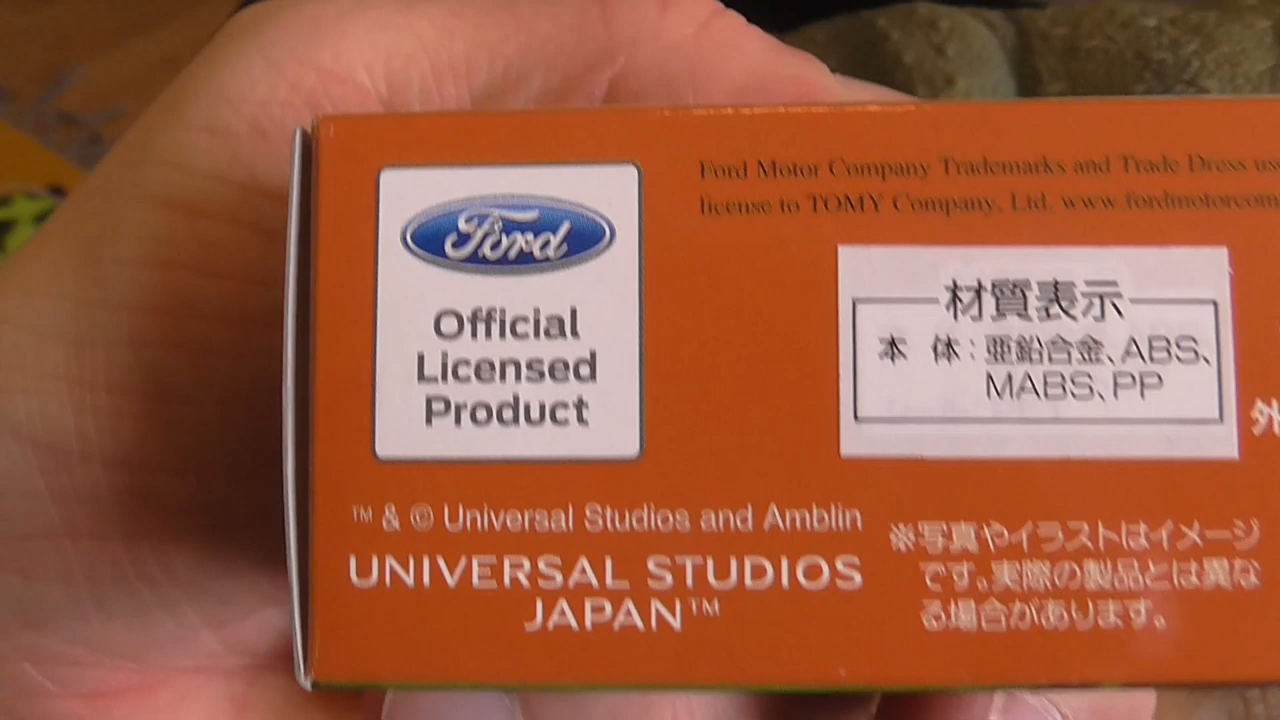 Ford
Official
Licensed
Product
Ford Motor Company Trademarks and Trade Dress
license to TOMY Company, Ltd. www.fordmotorcom
材質表示
本 体:亜鉛合金、ABS、
MABS、PP
外
™ & © Universal Studios and Amblin
UNIVERSAL STUDIOS
JAPAN™
※写真やイラストはイメージ
です。実際の製品とは異な
る場合があります。